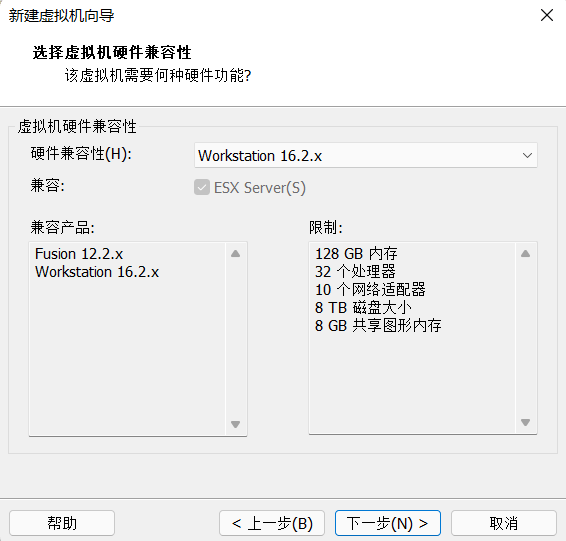 新建虚拟机向导
选择虚拟机硬件兼容性
该虚拟机需要何种硬件功能?
虚拟机硬件兼容性
硬件兼容性(H): Workstation 16.2.x
兼容: ESX Server(S)
兼容产品:
Fusion 12.2.x
Workstation 16.2.x
限制:
128 GB 内存
32 个处理器
10 个网络适配器
8 TB 磁盘大小
8 GB 共享图形内存
帮助 < 上一步(B) 下一步(N) > 取消